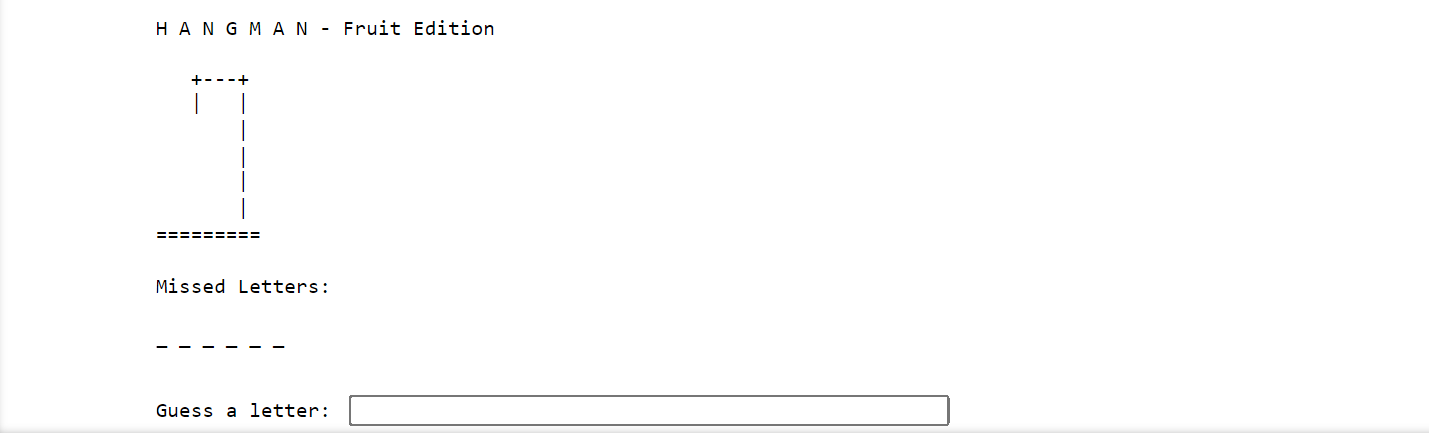 H A N G M A N - Fruit Edition
+---+
|   |
|
|
|
|
=========
Missed Letters:
_ _ _ _ _ _
Guess a letter: